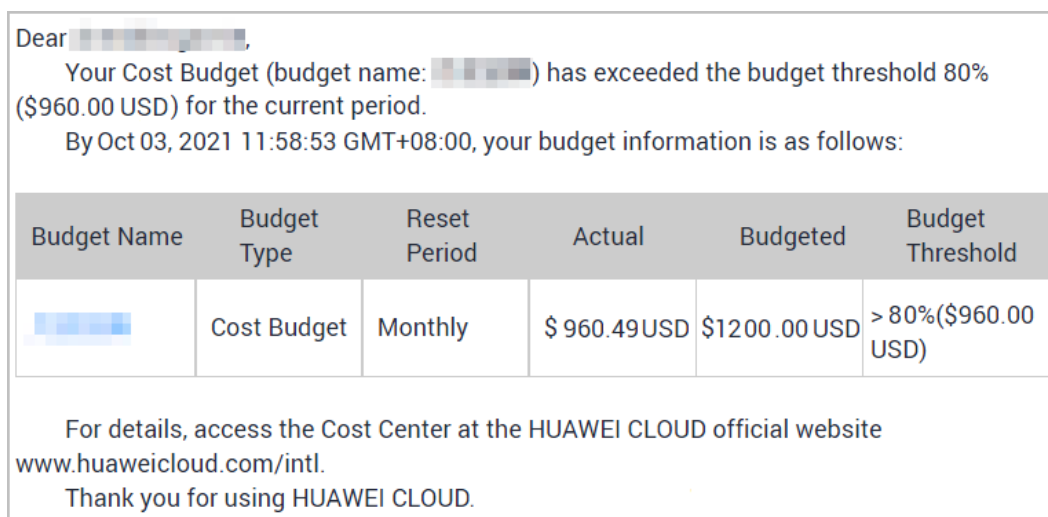 Dear ,
Your Cost Budget (budget name: ) has exceeded the budget threshold 80%
($960.00 USD) for the current period.
By Oct 03, 2021 11:58:53 GMT+08:00, your budget information is as follows:
Budget Name
Budget
Type
Reset
Period
Actual
Budgeted
Budget
Threshold
Cost Budget
Monthly
$ 960.49 USD
$1200.00 USD
> 80%($960.00
USD)
For details, access the Cost Center at the HUAWEI CLOUD official website
www.huaweicloud.com/intl.
Thank you for using HUAWEI CLOUD.